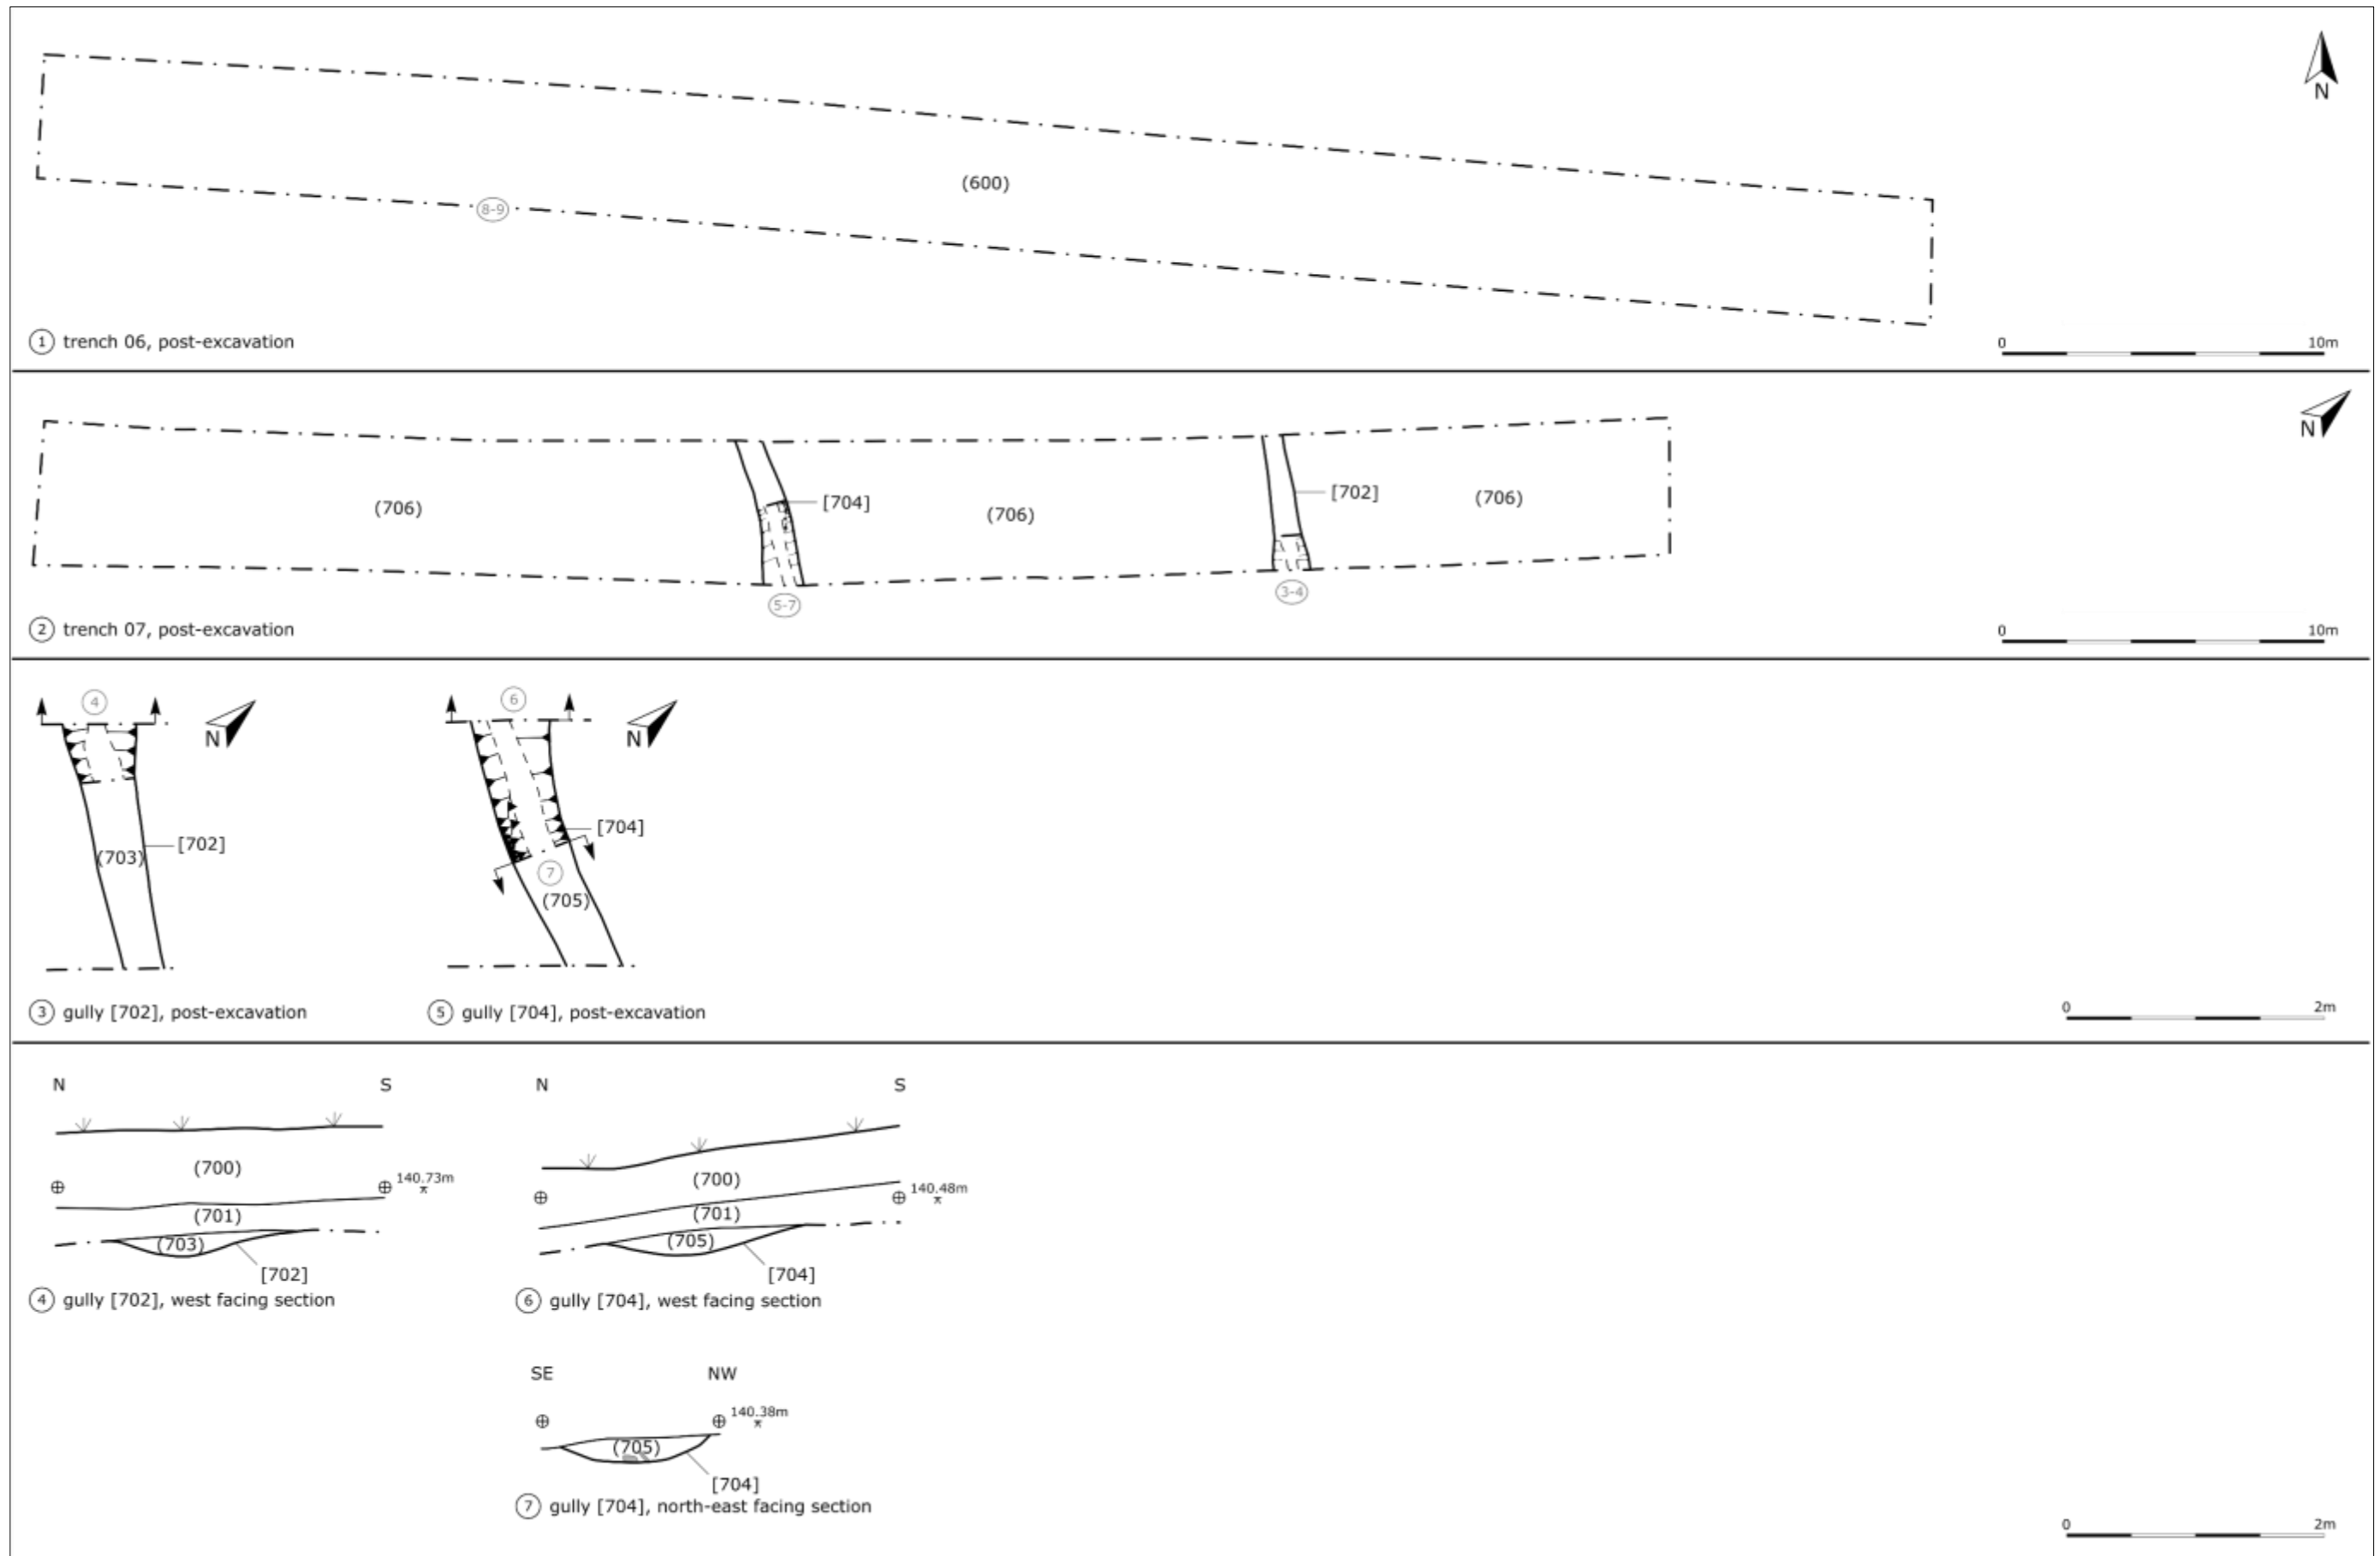 N
(600)
8-9
1 trench 06, post-excavation
0 10m
N
(706) [704] (706) [702] (706)
5-7 3-4
2 trench 07, post-excavation
0 10m
4 N 6 N
[704]
[702]
(703)
7
(705)
3 gully [702], post-excavation
5 gully [704], post-excavation
0 2m
N S
N S
(700)
140.73m
(701)
(703)
[702]
4 gully [702], west facing section
(700)
140.48m
(701)
(705)
[704]
6 gully [704], west facing section
SE NW
140.38m
(705)
[704]
7 gully [704], north-east facing section
0 2m